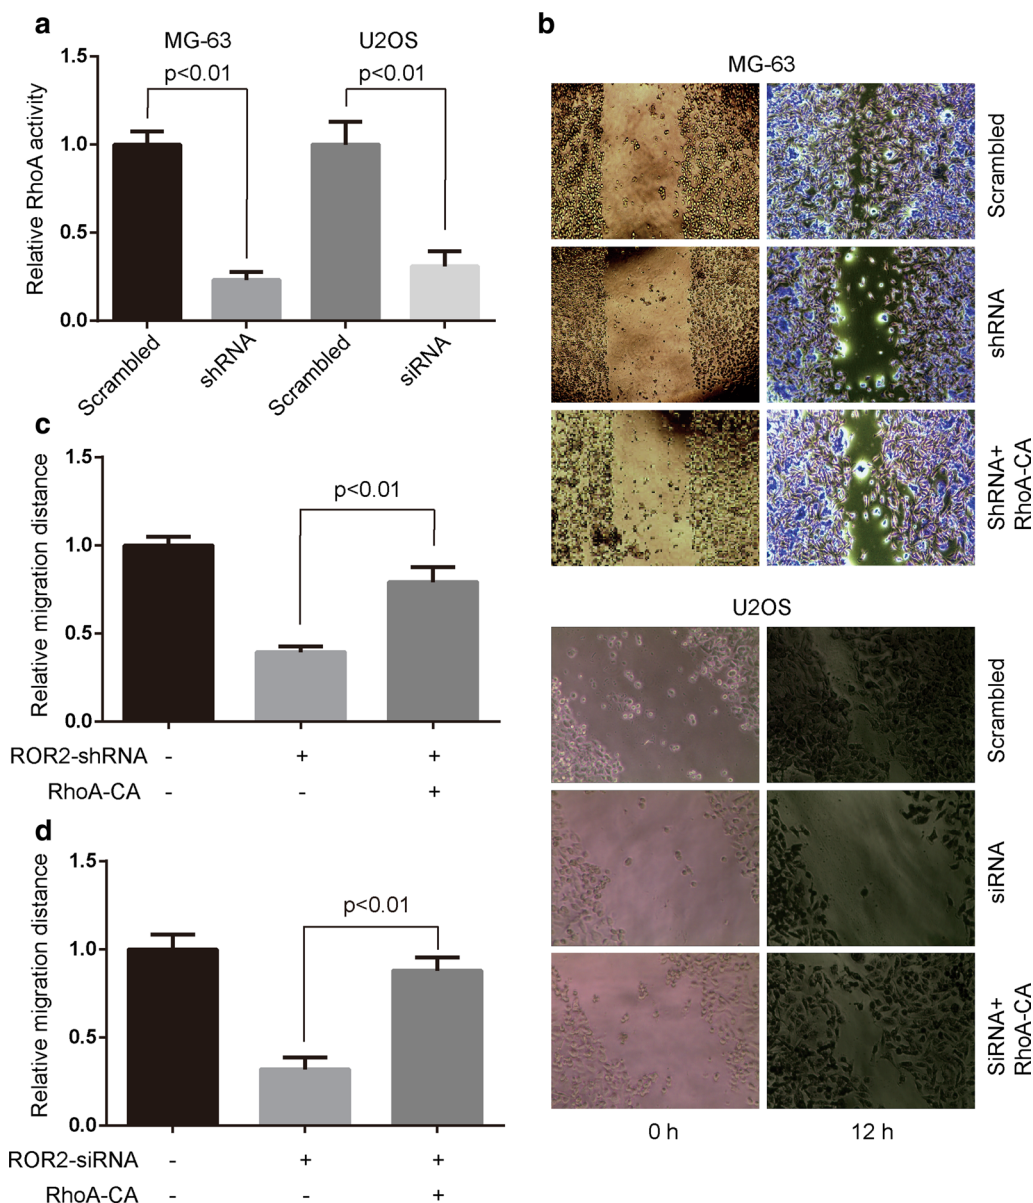 a
MG-63 U2OS
p<0.01 p<0.01
Relative RhoA activity
1.5
1.0
0.5
0.0
Scrambled shRNA Scrambled siRNA
b
MG-63
Scrambled
shRNA
ShRNA+
RhoA-CA
U2OS
Scrambled
siRNA
SiRNA+
RhoA-CA
0 h 12 h
c
Relative migration distance
1.5
1.0
0.5
0.0
p<0.01
ROR2-shRNA - + +
RhoA-CA - - +
d
Relative migration distance
1.5
1.0
0.5
0.0
p<0.01
ROR2-siRNA - + +
RhoA-CA - - +